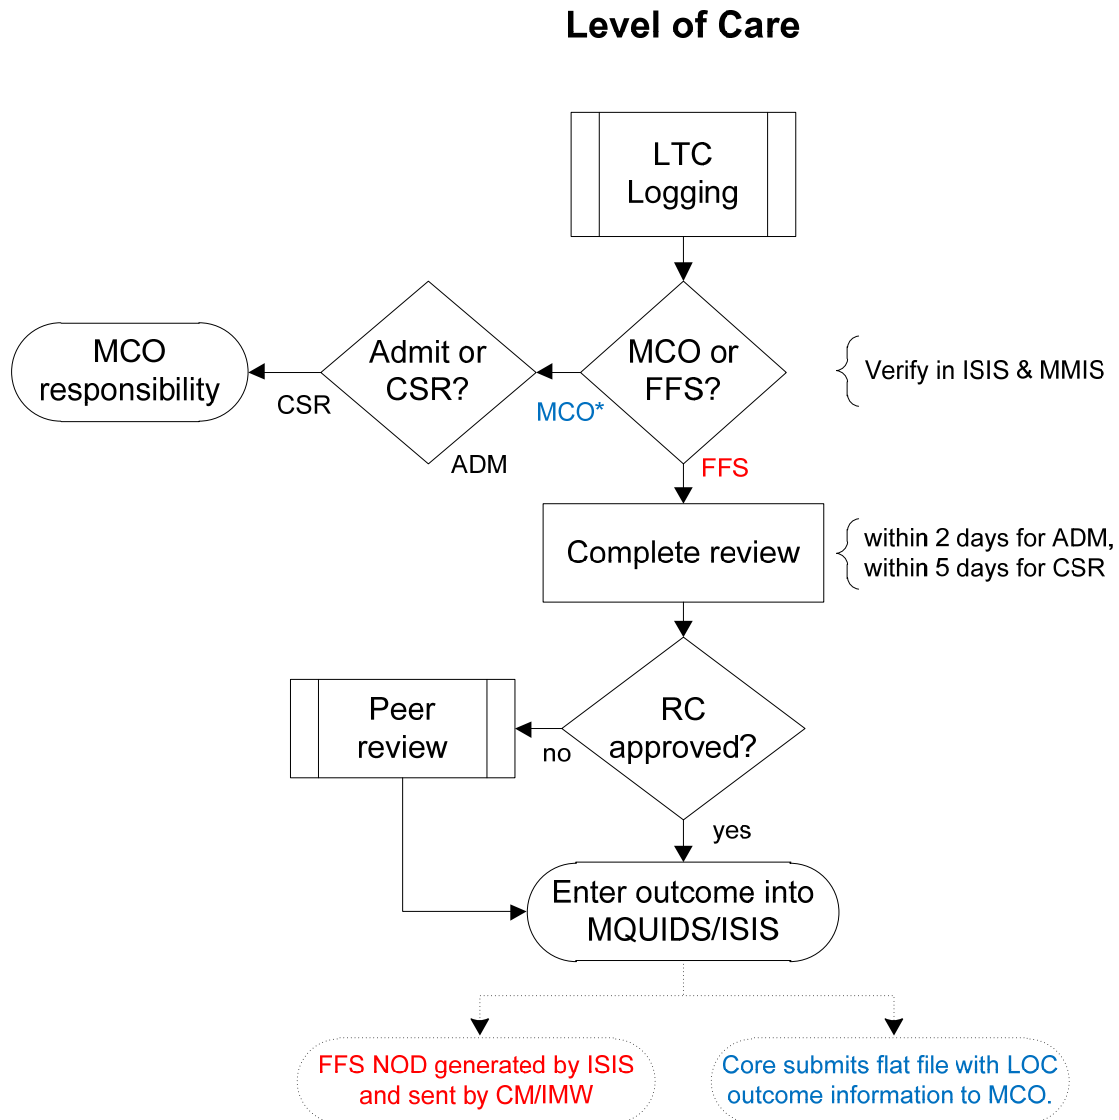 Level of Care
LTC
Logging
MCO
responsibility
Admit or
CSR?
MCO or
FFS?
Verify in ISIS & MMIS
CSR
MCO*
ADM
FFS
Complete review
within 2 days for ADM,
within 5 days for CSR
Peer
review
RC
approved?
no
yes
Enter outcome into
MQUIDS/ISIS
FFS NOD generated by ISIS
and sent by CM/IMW
Core submits flat file with LOC
outcome information to MCO.